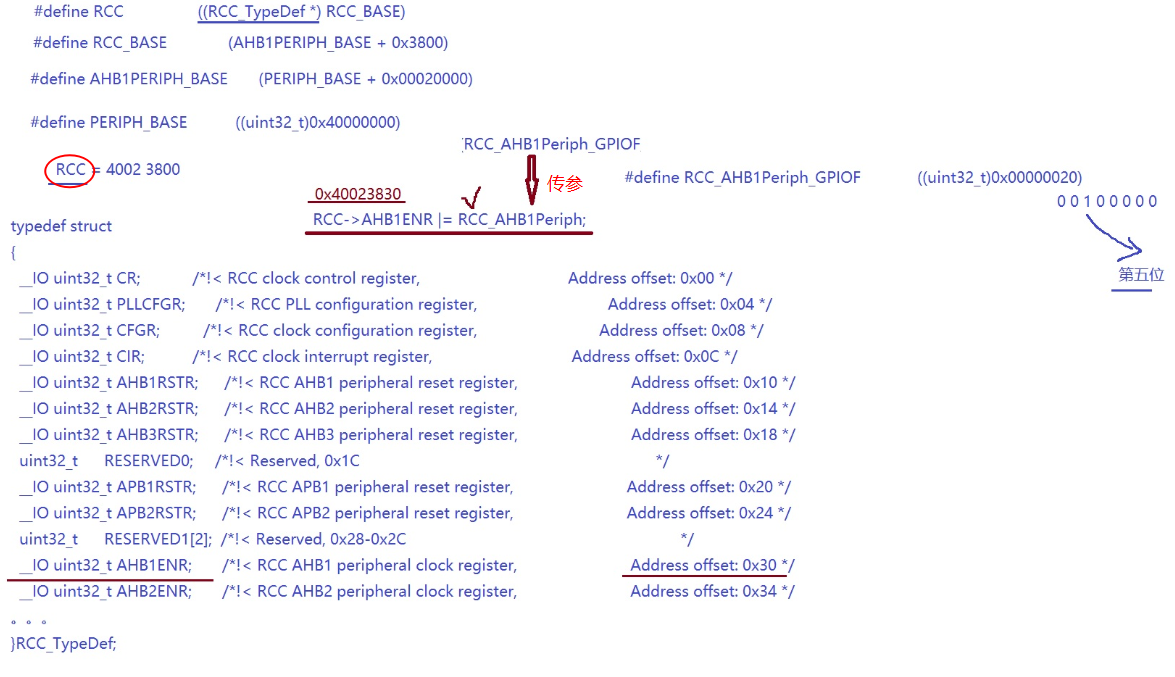 #define RCC ((RCC_TypeDef *) RCC_BASE)
#define RCC_BASE (AHB1PERIPH_BASE + 0x3800)
#define AHB1PERIPH_BASE (PERIPH_BASE + 0x00020000)
#define PERIPH_BASE ((uint32_t)0x40000000)
(RCC_AHB1Periph_GPIOF
RCC = 4002 3800
传参
#define RCC_AHB1Periph_GPIOF ((uint32_t)0x00000020)
0x40023830
0 0 1 0 0 0 0 0
RCC->AHB1ENR |= RCC_AHB1Periph;
第五位
typedef struct
{
__IO uint32_t CR; /*!< RCC clock control register, Address offset: 0x00 */
__IO uint32_t PLLCFGR; /*!< RCC PLL configuration register, Address offset: 0x04 */
__IO uint32_t CFGR; /*!< RCC clock configuration register, Address offset: 0x08 */
__IO uint32_t CIR; /*!< RCC clock interrupt register, Address offset: 0x0C */
__IO uint32_t AHB1RSTR; /*!< RCC AHB1 peripheral reset register, Address offset: 0x10 */
__IO uint32_t AHB2RSTR; /*!< RCC AHB2 peripheral reset register, Address offset: 0x14 */
__IO uint32_t AHB3RSTR; /*!< RCC AHB3 peripheral reset register, Address offset: 0x18 */
uint32_t RESERVED0; /*!< Reserved, 0x1C */
__IO uint32_t APB1RSTR; /*!< RCC APB1 peripheral reset register, Address offset: 0x20 */
__IO uint32_t APB2RSTR; /*!< RCC APB2 peripheral reset register, Address offset: 0x24 */
uint32_t RESERVED1[2]; /*!< Reserved, 0x28-0x2C */
__IO uint32_t AHB1ENR; /*!< RCC AHB1 peripheral clock register, Address offset: 0x30 */
__IO uint32_t AHB2ENR; /*!< RCC AHB2 peripheral clock register, Address offset: 0x34 */
。。。
}RCC_TypeDef;